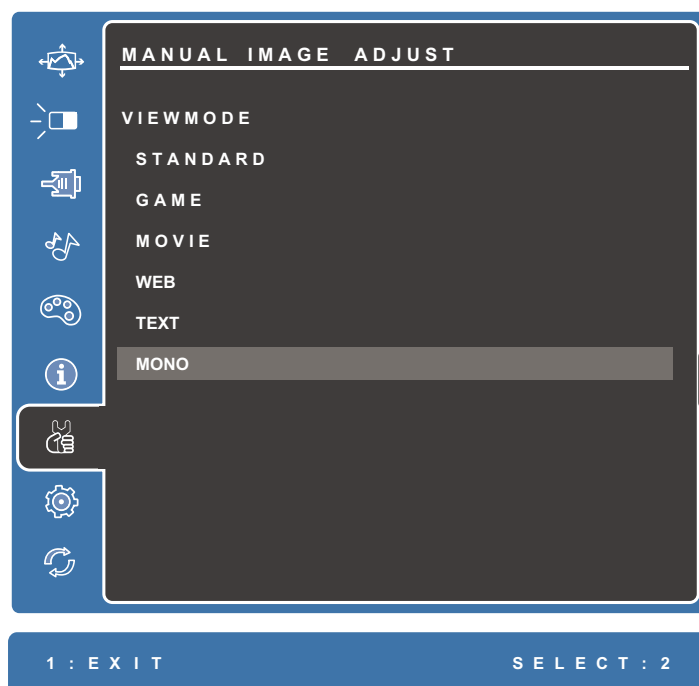 MANUAL IMAGE ADJUST
VIEWMODE
STANDARD
GAME
MOVIE
WEB
TEXT
MONO
1:EXIT SELECT:2